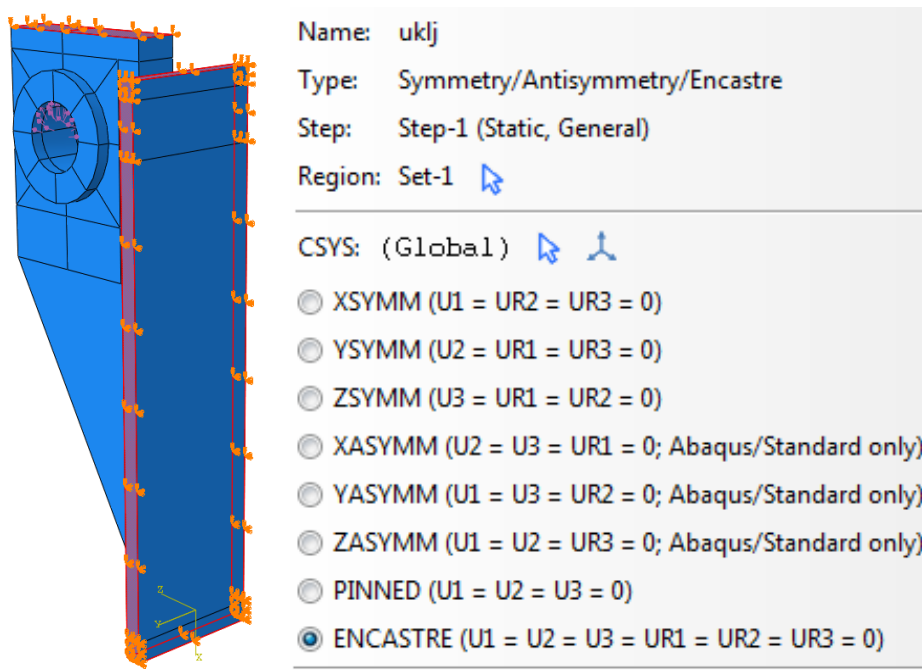 Name: uklj
Type: Symmetry/Antisymmetry/Encastre
Step: Step-1 (Static, General)
Region: Set-1
CSYS: (Global)
XSYMM (U1 = UR2 = UR3 = 0)
YSYMM (U2 = UR1 = UR3 = 0)
ZSYMM (U3 = UR1 = UR2 = 0)
XASYMM (U2 = U3 = UR1 = 0; Abaqus/Standard only)
YASYMM (U1 = U3 = UR2 = 0; Abaqus/Standard only)
ZASYMM (U1 = U2 = UR3 = 0; Abaqus/Standard only)
PINNED (U1 = U2 = U3 = 0)
ENCASTRE (U1 = U2 = U3 = UR1 = UR2 = UR3 = 0)
Z
Y
X